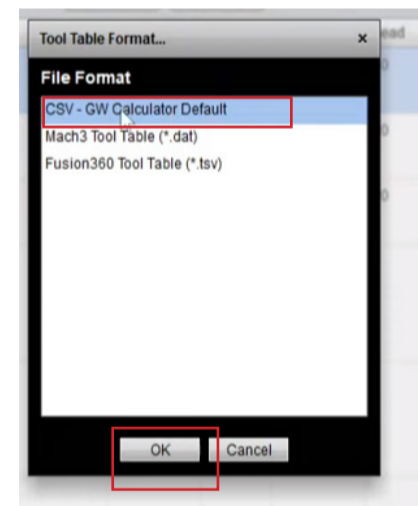 Tool Table Format... ×
ead
File Format
CSV - GW Calculator Default
Mach3 Tool Table (*.dat)
Fusion360 Tool Table (*.tsv)
OK Cancel